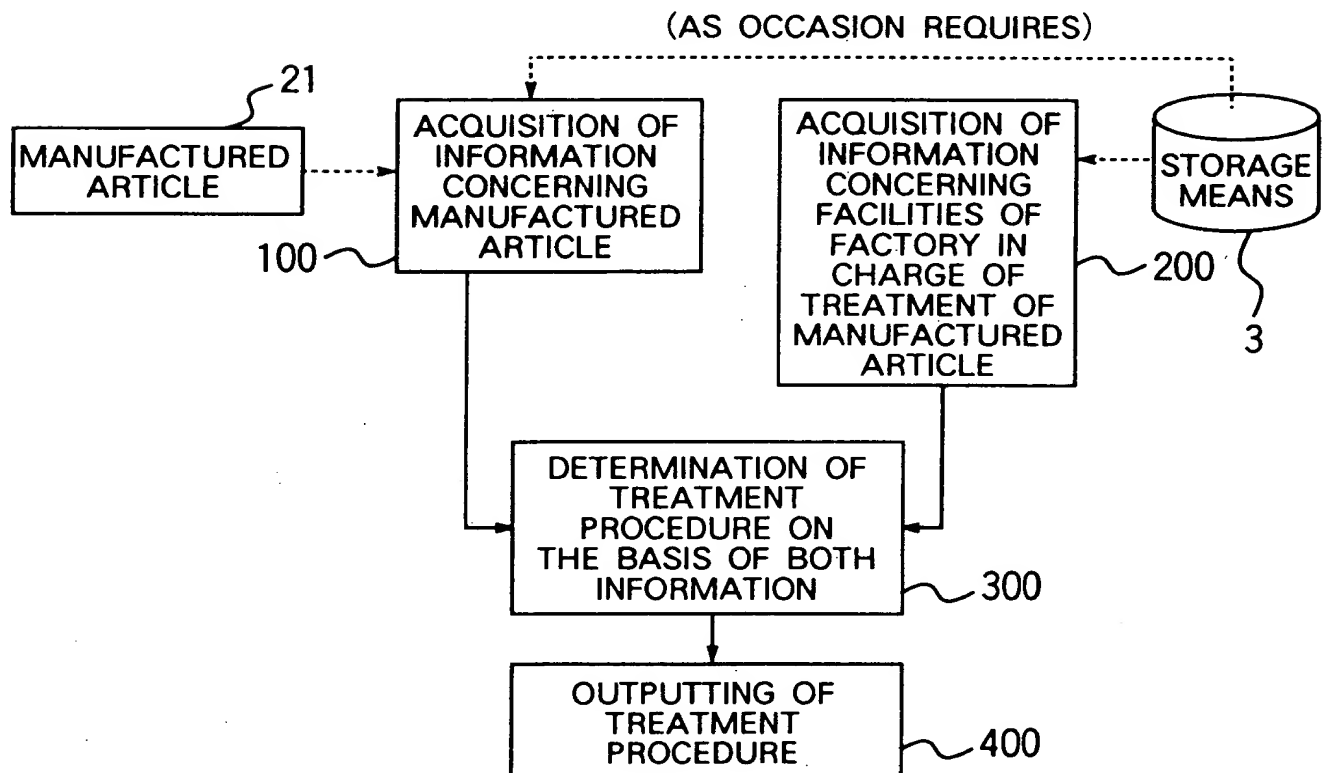 (AS OCCASION REQUIRES)
21
MANUFACTURED
ARTICLE
ACQUISITION OF
INFORMATION
CONCERNING
MANUFACTURED
ARTICLE
100
ACQUISITION OF
INFORMATION
CONCERNING
FACILITIES OF
FACTORY IN
CHARGE OF
TREATMENT OF
MANUFACTURED
ARTICLE
200
STORAGE
MEANS
3
DETERMINATION OF
TREATMENT
PROCEDURE ON
THE BASIS OF BOTH
INFORMATION
300
OUTPUTTING OF
TREATMENT
PROCEDURE
400